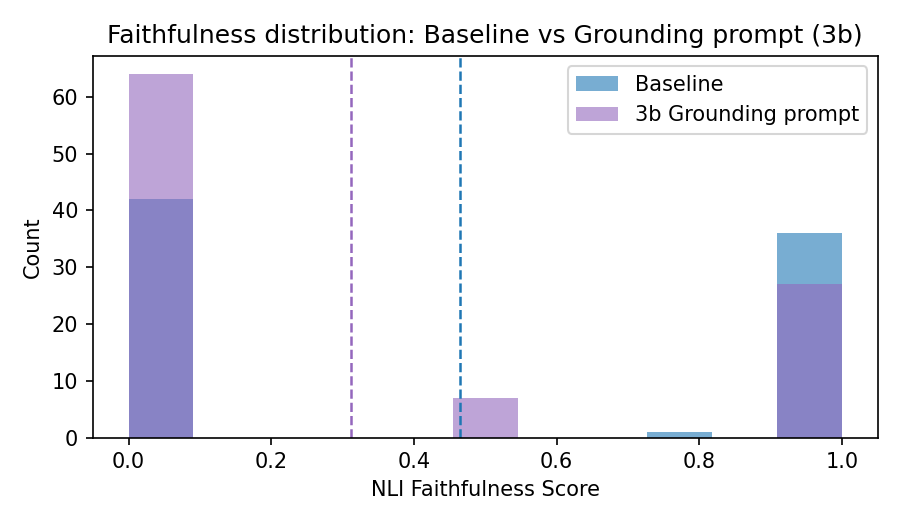 Faithfulness distribution: Baseline vs Grounding prompt (3b)
Baseline
3b Grounding prompt
Count
60
50
40
30
20
10
0
0.0 0.2 0.4 0.6 0.8 1.0
NLI Faithfulness Score